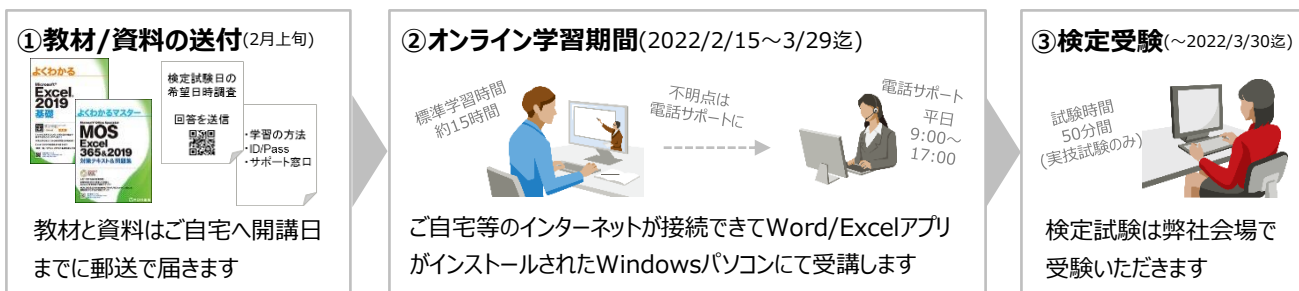 ①教材/資料の送付(2月上旬)
よくわかる
Microsoft
Excel
2019
基礎
よくわかるマスター
MOS
Excel
365&2019
対策テキスト&問題集
検定試験日の
希望日時調査
回答を送信
・学習の方法
・ID/Pass
・サポート窓口
教材と資料はご自宅へ開講日
までに郵送で届きます
②オンライン学習期間(2022/2/15～3/29迄)
標準学習時間
約15時間
不明点は
電話サポートに
電話サポート
平日
9:00～
17:00
ご自宅等のインターネットが接続できてWord/Excelアプリ
がインストールされたWindowsパソコンにて受講します
③検定受験(～2022/3/30迄)
試験時間
50分間
(実技試験のみ)
検定試験は弊社会場で
受験いただきます